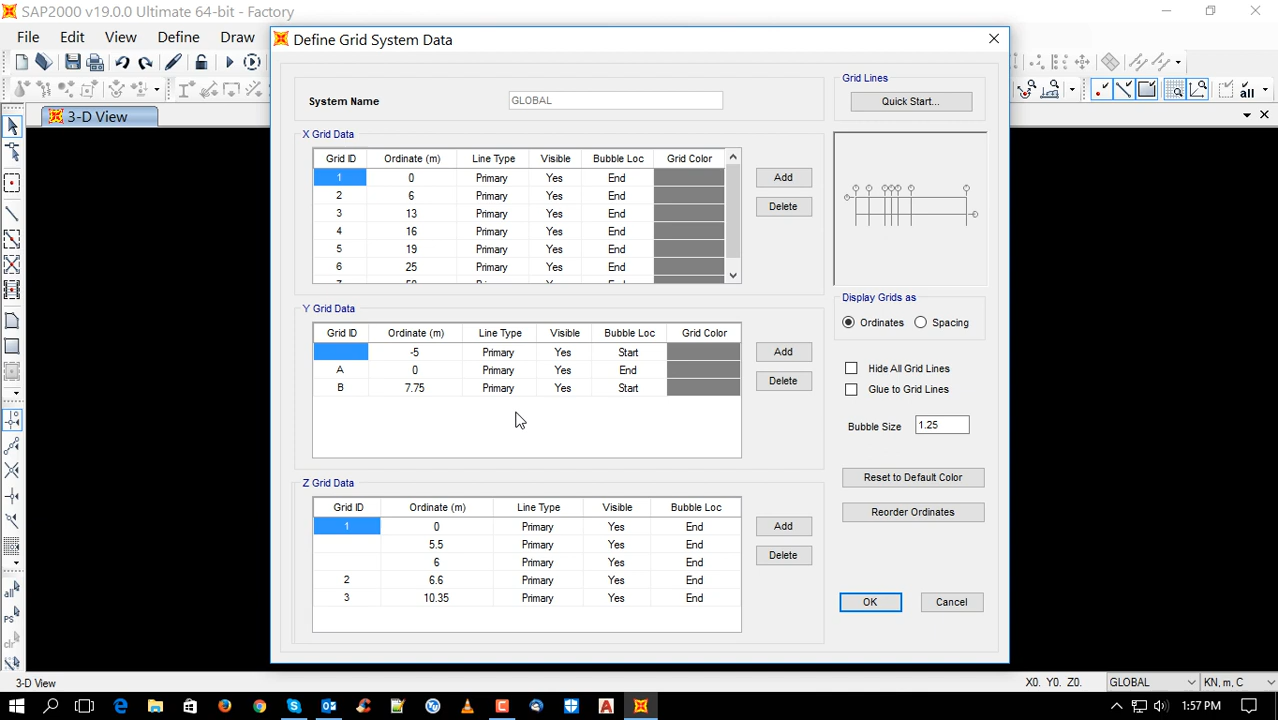 SAP2000 v19.0.0 Ultimate 64-bit - Factory
File Edit View Define Draw
Define Grid System Data
3-D View
System Name GLOBAL
Grid Lines
Quick Start...
X Grid Data
Grid ID Ordinate (m) Line Type Visible Bubble Loc Grid Color
1 0 Primary Yes End
2 6 Primary Yes End
3 13 Primary Yes End
4 16 Primary Yes End
5 19 Primary Yes End
6 25 Primary Yes End
Add
Delete
Y Grid Data
Grid ID Ordinate (m) Line Type Visible Bubble Loc Grid Color
-5 Primary Yes Start
A 0 Primary Yes End
B 7.75 Primary Yes Start
Add
Delete
Z Grid Data
Grid ID Ordinate (m) Line Type Visible Bubble Loc
1 0 Primary Yes End
5.5 Primary Yes End
6 Primary Yes End
2 6.6 Primary Yes End
3 10.35 Primary Yes End
Add
Delete
Display Grids as
Ordinates Spacing
Hide All Grid Lines
Glue to Grid Lines
Bubble Size 1.25
Reset to Default Color
Reorder Ordinates
OK Cancel
all
all
PS
clr
3-D View X0. Y0. Z0. GLOBAL KN, m, C
1:57 PM